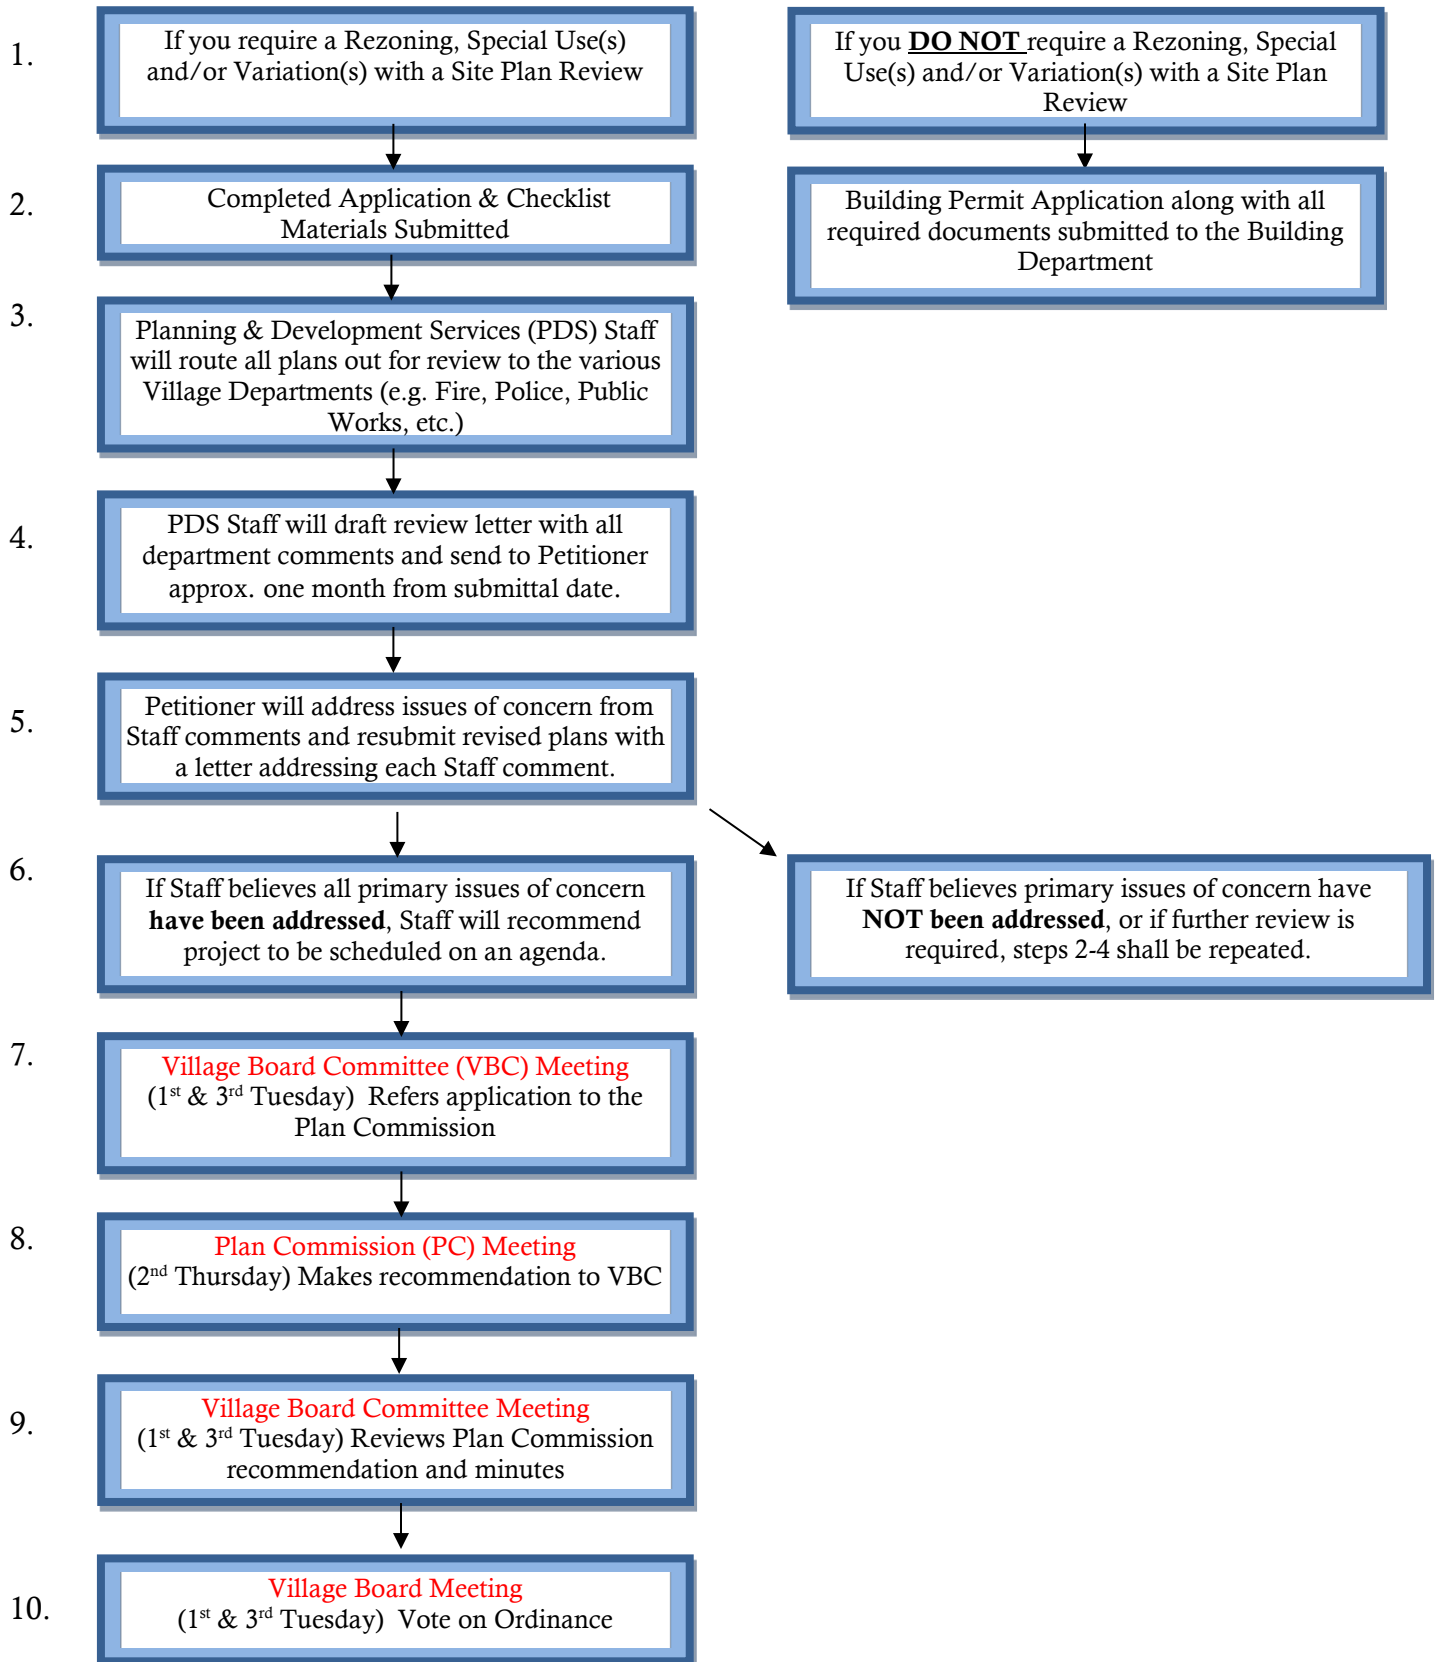 1.
If you require a Rezoning, Special Use(s)
and/or Variation(s) with a Site Plan Review
If you DO NOT require a Rezoning, Special
Use(s) and/or Variation(s) with a Site Plan
Review
2.
Completed Application & Checklist
Materials Submitted
Building Permit Application along with all
required documents submitted to the Building
Department
3.
Planning & Development Services (PDS) Staff
will route all plans out for review to the various
Village Departments (e.g. Fire, Police, Public
Works, etc.)
4.
PDS Staff will draft review letter with all
department comments and send to Petitioner
approx. one month from submittal date.
5.
Petitioner will address issues of concern from
Staff comments and resubmit revised plans with
a letter addressing each Staff comment.
6.
If Staff believes all primary issues of concern
have been addressed, Staff will recommend
project to be scheduled on an agenda.
If Staff believes primary issues of concern have
NOT been addressed, or if further review is
required, steps 2-4 shall be repeated.
7.
Village Board Committee (VBC) Meeting
(1st & 3rd Tuesday) Refers application to the
Plan Commission
8.
Plan Commission (PC) Meeting
(2nd Thursday) Makes recommendation to VBC
9.
Village Board Committee Meeting
(1st & 3rd Tuesday) Reviews Plan Commission
recommendation and minutes
10.
Village Board Meeting
(1st & 3rd Tuesday) Vote on Ordinance